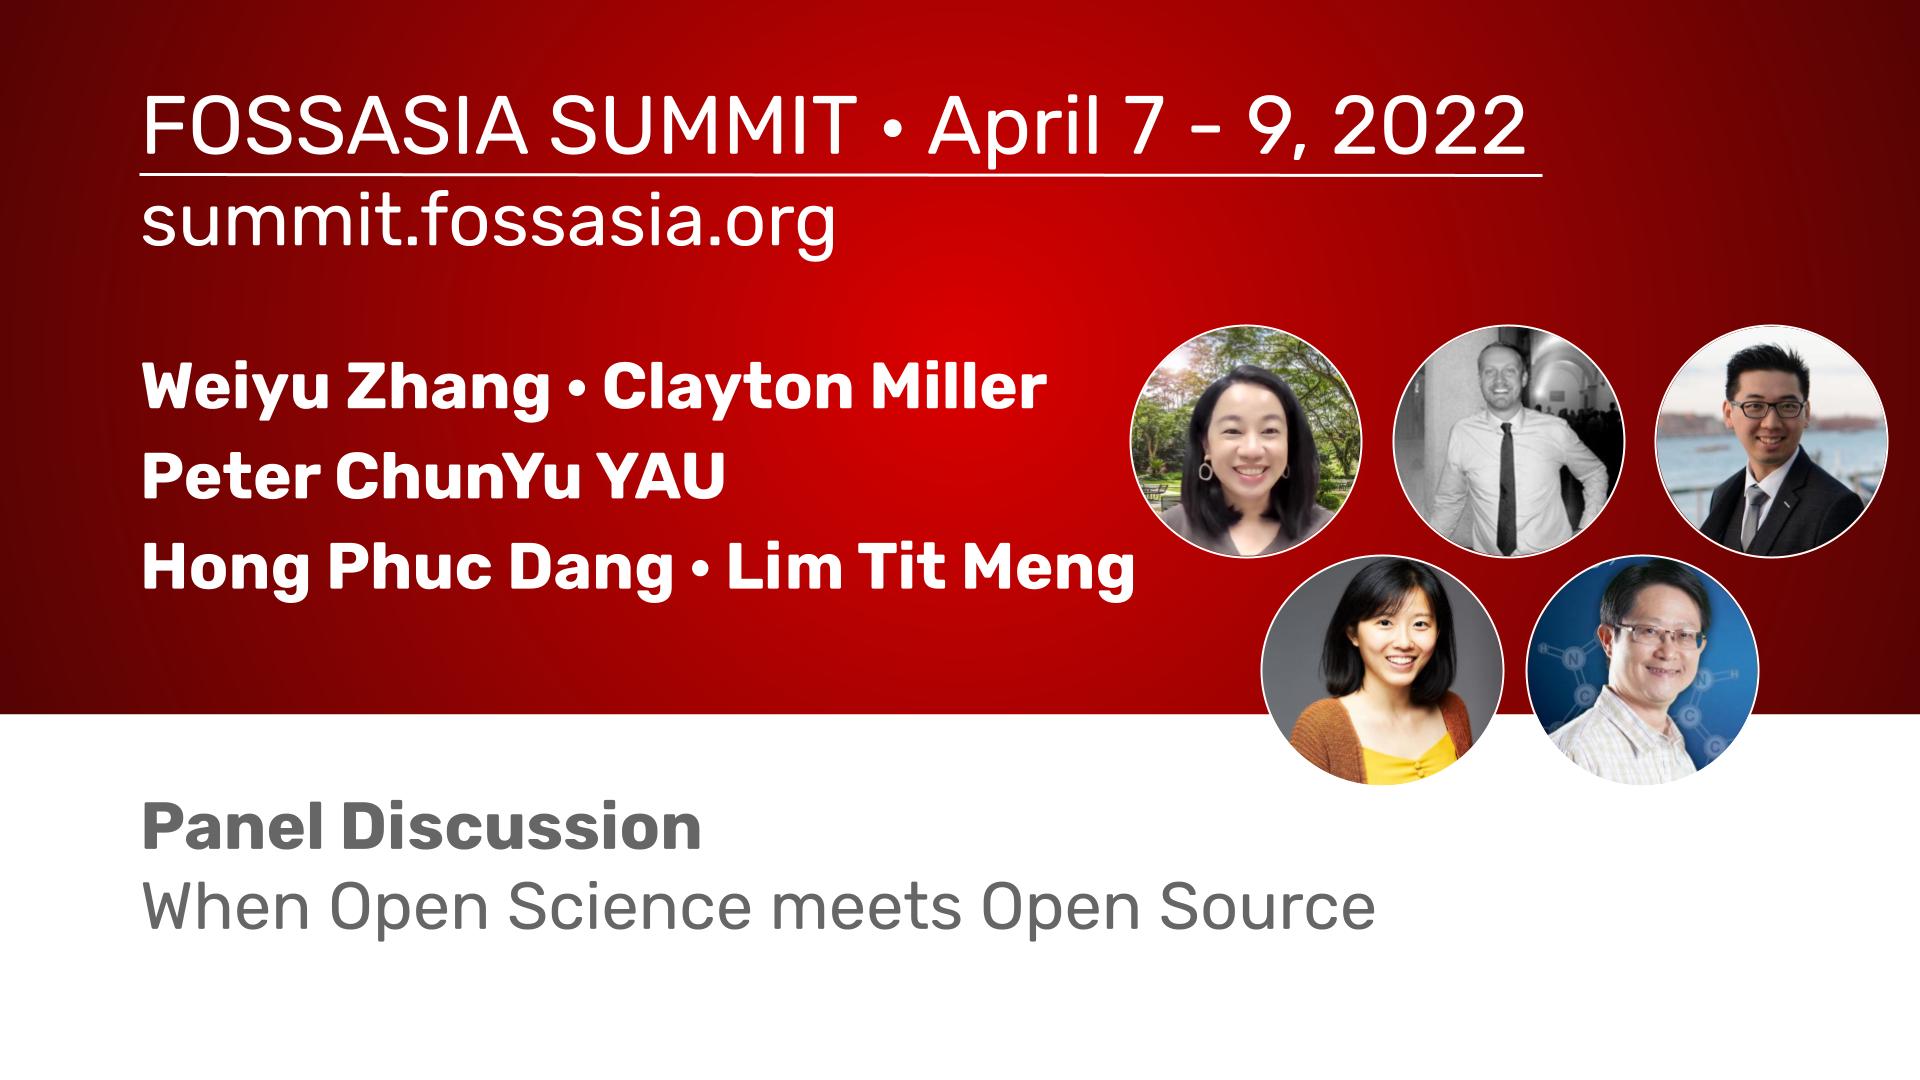 FOSSASIA SUMMIT • April 7 - 9, 2022
summit.fossasia.org
Weiyu Zhang • Clayton Miller
Peter ChunYu YAU
Hong Phuc Dang • Lim Tit Meng
H
N
C
N
H
C
C
Panel Discussion
When Open Science meets Open Source